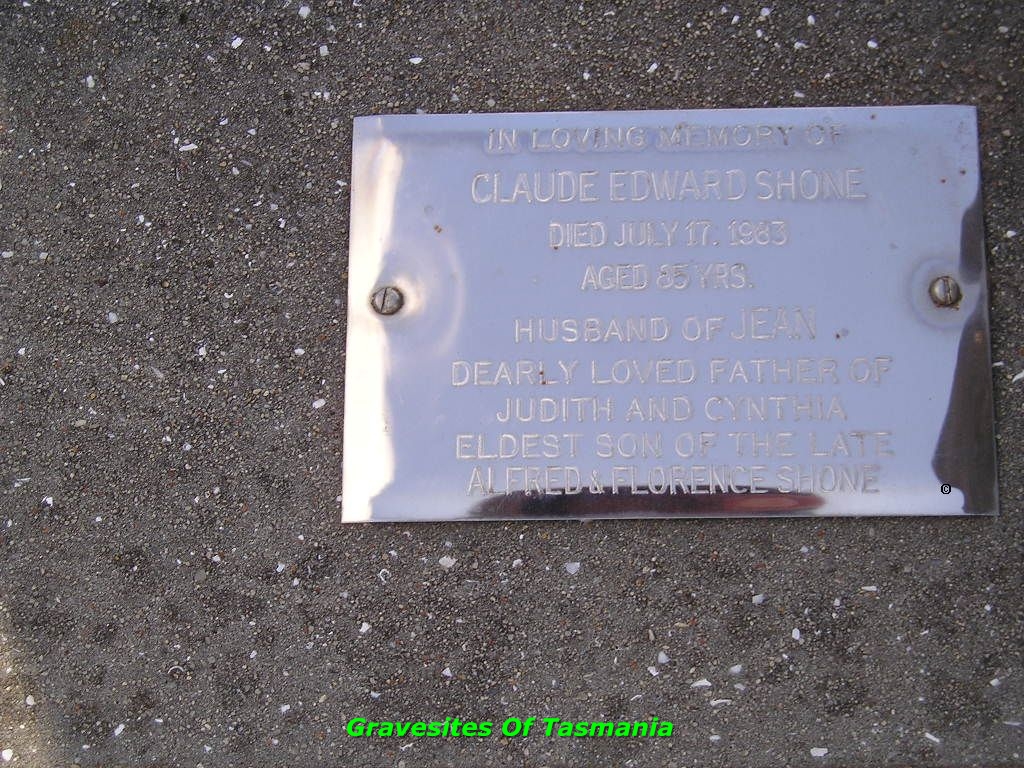 IN LOVING MEMORY OF
CLAUDE EDWARD SHONE
DIED JULY 17. 1983
AGED 85 YRS.
HUSBAND OF JEAN
DEARLY LOVED FATHER OF
JUDITH AND CYNTHIA
ELDEST SON OF THE LATE
ALFRED & FLORENCE SHONE
©
Gravesites Of Tasmania